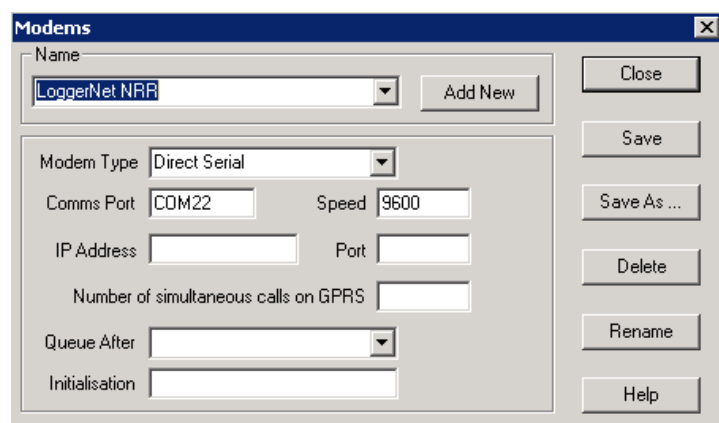 Modems
Name
LoggerNet NRR
Add New
Modem Type Direct Serial
Comms Port COM22 Speed 9600
IP Address Port
Number of simultaneous calls on GPRS
Queue After
Initialisation
Close
Save
Save As ...
Delete
Rename
Help